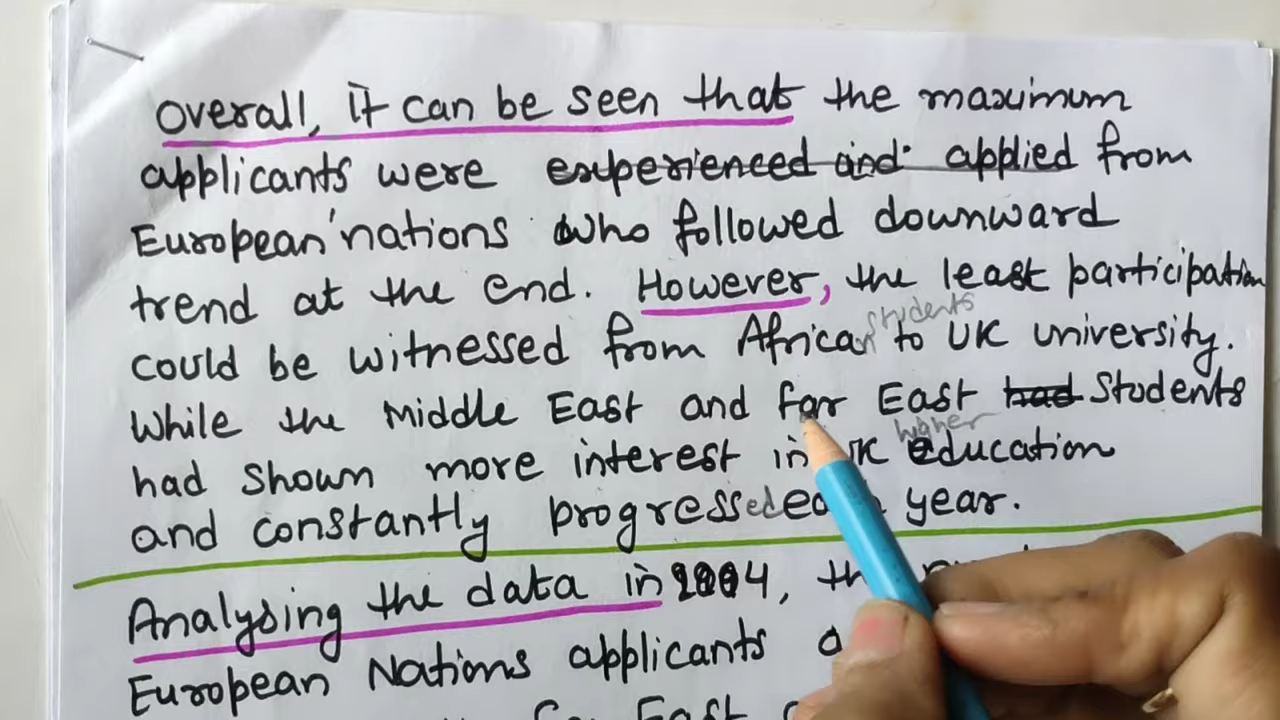 Overall, it can be seen that the maximum
applicants were experienced and applied from
European nations who followed downward
trend at the end. However, the least participation
could be witnessed from African students to UK university.
While the Middle East and far East had Students
had shown more interest in UK higher education
and constantly progressed year.
Analysing the data in 2004,
European Nations applicants
East